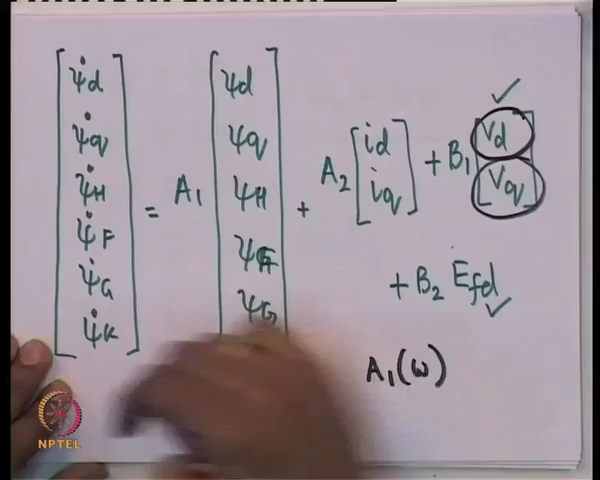 [ψ̇d ψ̇q ψ̇H ψ̇F ψ̇G ψ̇K] = A₁ [ψd ψq ψH ψF ψG] + A₂ [id iq] + B₁ [Vd Vq] ✓
+ B₂ Efd ✓
A₁(ω)
NPTEL